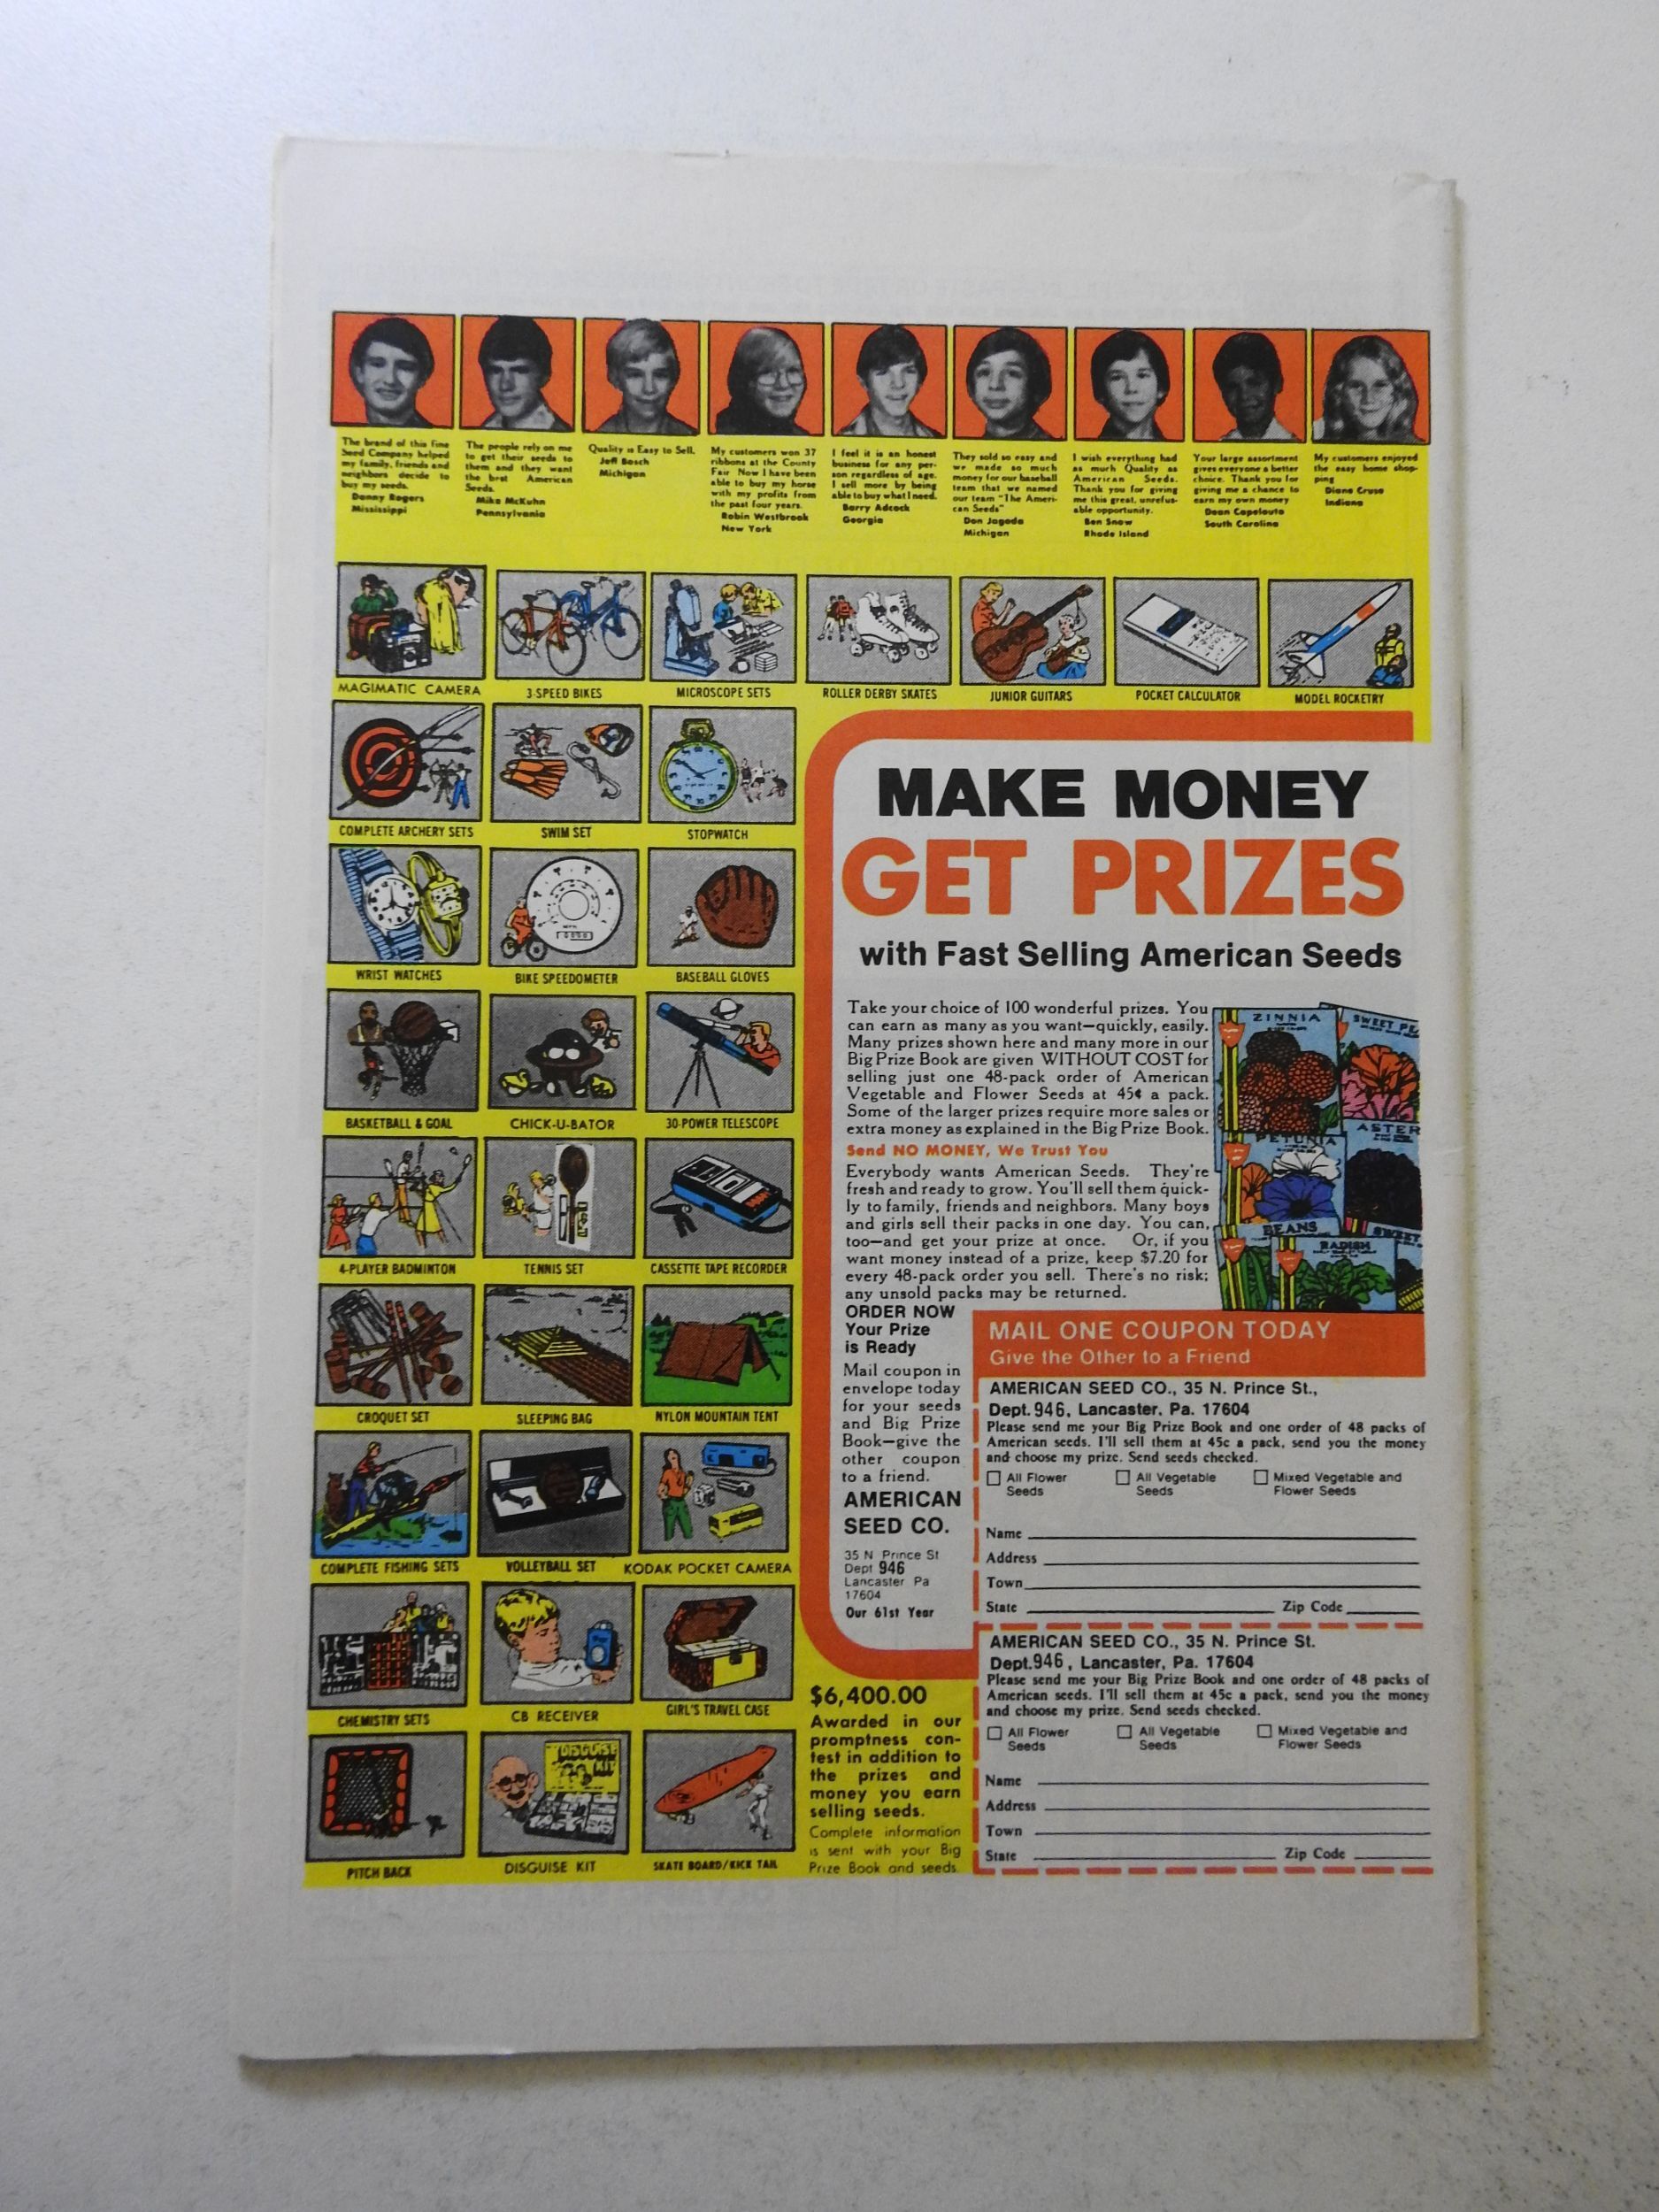 The brand of this fine
Seed Company helped
my family, friends and
neighbors decide to
buy my seeds.
Danny Rogers
Mississippi
The people rely on me
to get their seeds to
them and they want
the best American
Seeds.
Mike McKuhn
Pennsylvania
Quality is Easy to Sell.
Jeff Bosch
Michigan
My customers won 37
ribbons at the County
Fair Now I have been
able to buy my horse
with my profits from
the past four years.
Robin Westbrook
New York
I feel it is an honest
business for any per-
son regardless of age.
I sell more by being
able to buy what I need.
Barry Adcock
Georgia
They sold so easy and
we made so much
money for our baseball
team that we named
our team "The Ameri-
can Seeds"
Don Jagoda
Michigan
I wish everything had
as much Quality as
American Seeds.
Thank you for giving
me this great, unrefus-
able opportunity.
Ben Snow
Rhode Island
Your large assortment
gives everyone a better
choice. Thank you for
giving me a chance to
earn my own money
Dean Capelouto
South Carolina
My customers enjoyed
the easy home shop-
ping
Diane Cruse
Indiana
MAGIMATIC CAMERA
3-SPEED BIKES
MICROSCOPE SETS
ROLLER DERBY SKATES
JUNIOR GUITARS
POCKET CALCULATOR
MODEL ROCKETRY
COMPLETE ARCHERY SETS
SWIM SET
STOPWATCH
WRIST WATCHES
BIKE SPEEDOMETER
BASEBALL GLOVES
BASKETBALL & GOAL
CHICK-U-BATOR
30-POWER TELESCOPE
4-PLAYER BADMINTON
TENNIS SET
CASSETTE TAPE RECORDER
CROQUET SET
SLEEPING BAG
NYLON MOUNTAIN TENT
COMPLETE FISHING SETS
VOLLEYBALL SET
KODAK POCKET CAMERA
CHEMISTRY SETS
CB RECEIVER
GIRL'S TRAVEL CASE
DISGUISE
KIT
PITCH BACK
DISGUISE KIT
SKATE BOARD/KICK TAIL
MAKE MONEY
GET PRIZES
with Fast Selling American Seeds
Take your choice of 100 wonderful prizes. You
can earn as many as you want—quickly, easily.
Many prizes shown here and many more in our
Big Prize Book are given WITHOUT COST for
selling just one 48-pack order of American
Vegetable and Flower Seeds at 45¢ a pack.
Some of the larger prizes require more sales or
extra money as explained in the Big Prize Book.
Send NO MONEY, We Trust You
Everybody wants American Seeds. They're
fresh and ready to grow. You'll sell them quick-
ly to family, friends and neighbors. Many boys
and girls sell their packs in one day. You can,
too—and get your prize at once. Or, if you
want money instead of a prize, keep $7.20 for
every 48-pack order you sell. There's no risk;
any unsold packs may be returned.
ZINNIA
SWEET PE
PETUNIA
ASTER
BEANS
RADISH
SWEET
ORDER NOW
Your Prize
is Ready
Mail coupon in
envelope today
for your seeds
and Big Prize
Book—give the
other coupon
to a friend.
AMERICAN
SEED CO.
35 N Prince St
Dept 946
Lancaster Pa
17604
Our 61st Year
$6,400.00
Awarded in our
promptness con-
test in addition to
the prizes and
money you earn
selling seeds.
Complete information
is sent with your Big
Prize Book and seeds.
MAIL ONE COUPON TODAY
Give the Other to a Friend
AMERICAN SEED CO., 35 N. Prince St.,
Dept. 946, Lancaster, Pa. 17604
Please send me your Big Prize Book and one order of 48 packs of
American seeds. I'll sell them at 45c a pack, send you the money
and choose my prize. Send seeds checked.
All Flower Seeds
All Vegetable Seeds
Mixed Vegetable and Flower Seeds
Name
Address
Town
State Zip Code
AMERICAN SEED CO., 35 N. Prince St.
Dept. 946, Lancaster, Pa. 17604
Please send me your Big Prize Book and one order of 48 packs of
American seeds. I'll sell them at 45c a pack, send you the money
and choose my prize. Send seeds checked.
All Flower Seeds
All Vegetable Seeds
Mixed Vegetable and Flower Seeds
Name
Address
Town
State Zip Code